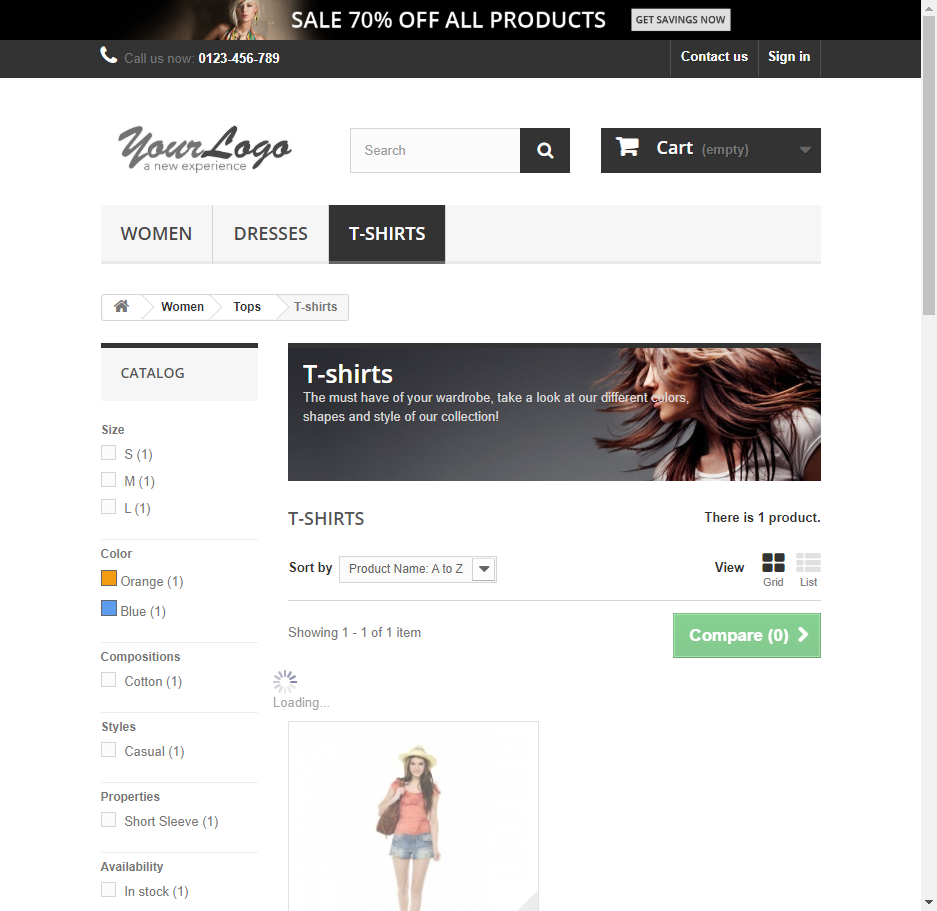 SALE 70% OFF ALL PRODUCTS GET SAVINGS NOW
Call us now: 0123-456-789 Contact us Sign in
YourLogo
a new experience
Search
Cart (empty)
WOMEN DRESSES T-SHIRTS
Women Tops T-shirts
CATALOG
Size
S (1)
M (1)
L (1)
Color
Orange (1)
Blue (1)
Compositions
Cotton (1)
Styles
Casual (1)
Properties
Short Sleeve (1)
Availability
In stock (1)
T-shirts
The must have of your wardrobe, take a look at our different colors,
shapes and style of our collection!
T-SHIRTS There is 1 product.
Sort by Product Name: A to Z View Grid List
Showing 1 - 1 of 1 item Compare (0)
Loading...